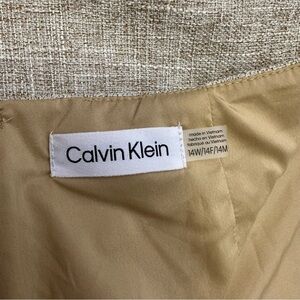 Calvin Klein
made in Vietnam
hecho en Vietnam
fabriqué au Vietnam
14W/14F/14M